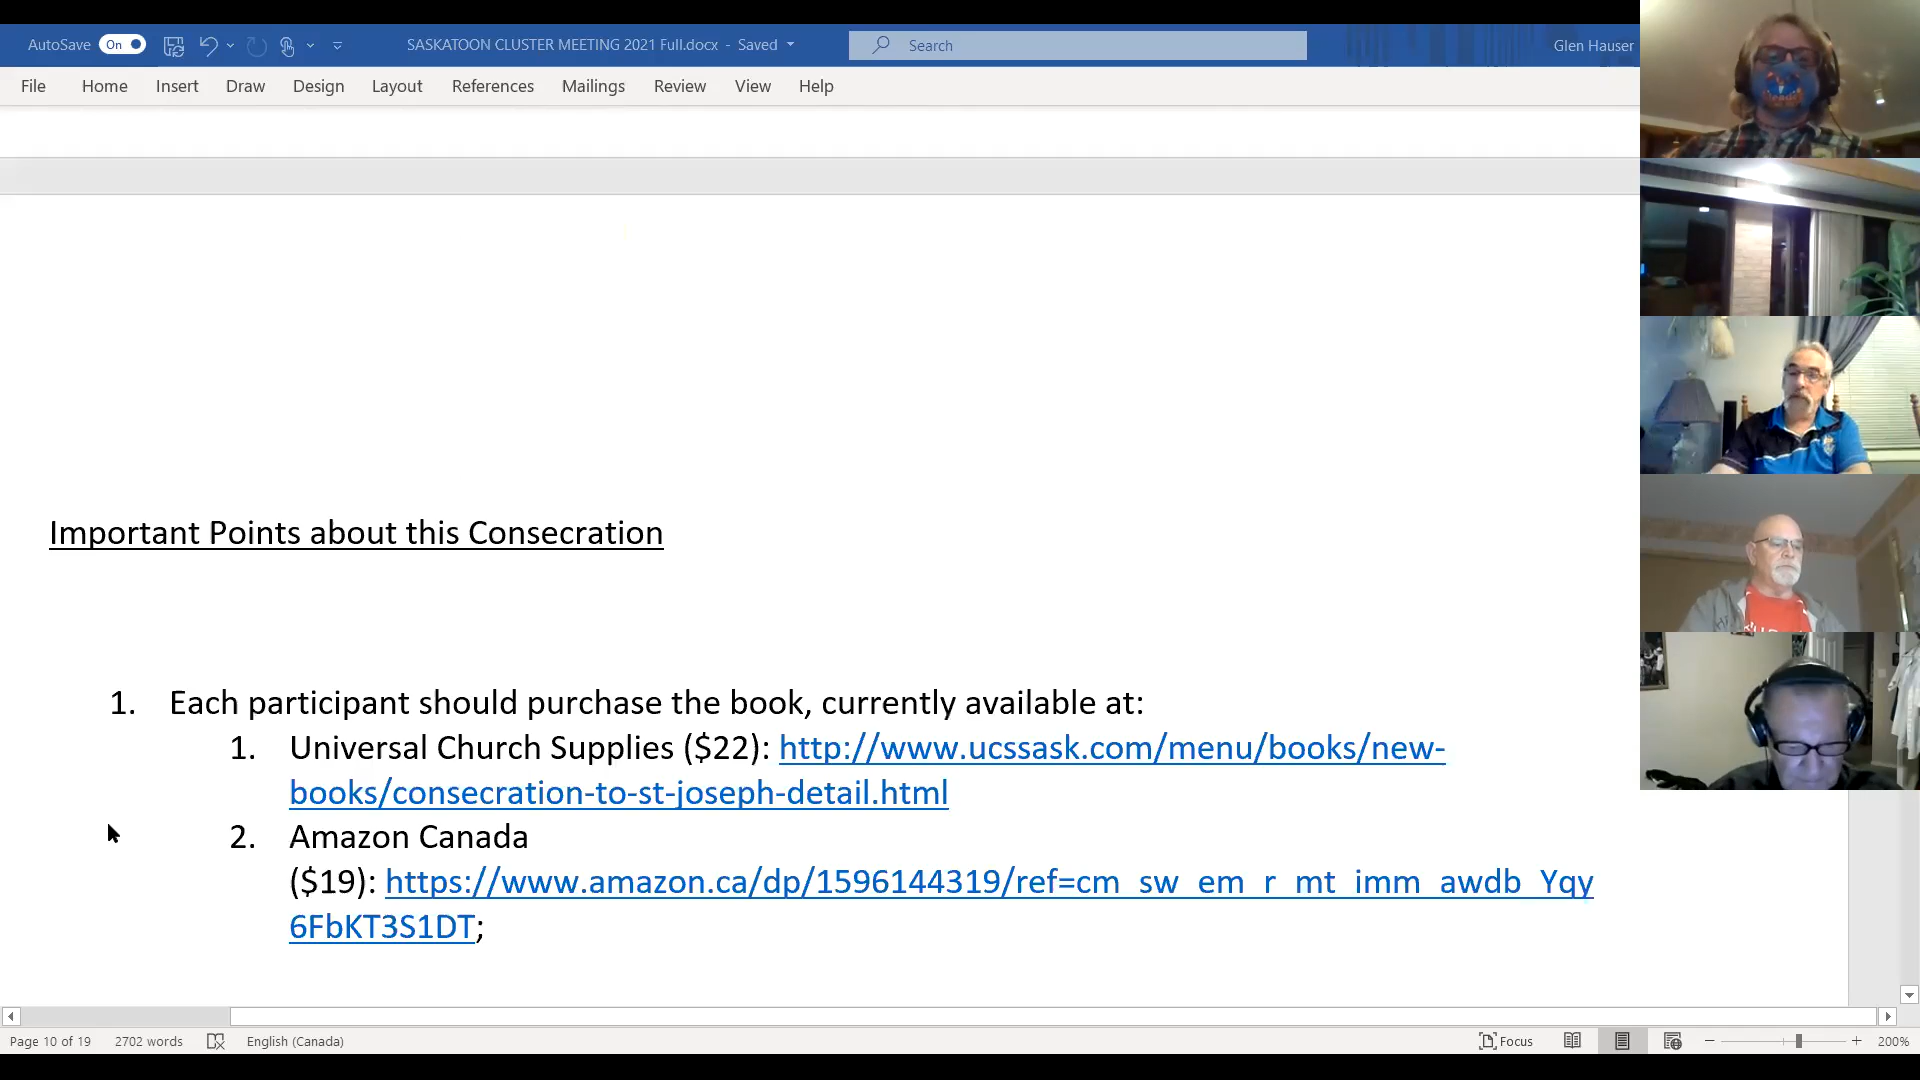 AutoSave On SASKATOON CLUSTER MEETING 2021 Full.docx - Saved Search Glen Hauser
File Home Insert Draw Design Layout References Mailings Review View Help
Important Points about this Consecration
1. Each participant should purchase the book, currently available at:
1. Universal Church Supplies ($22): http://www.ucssask.com/menu/books/new-
books/consecration-to-st-joseph-detail.html
2. Amazon Canada
($19): https://www.amazon.ca/dp/1596144319/ref=cm_sw_em_r_mt_imm_awdb_Yqy
6FbKT3S1DT;
Page 10 of 19 2702 words English (Canada) Focus 200%